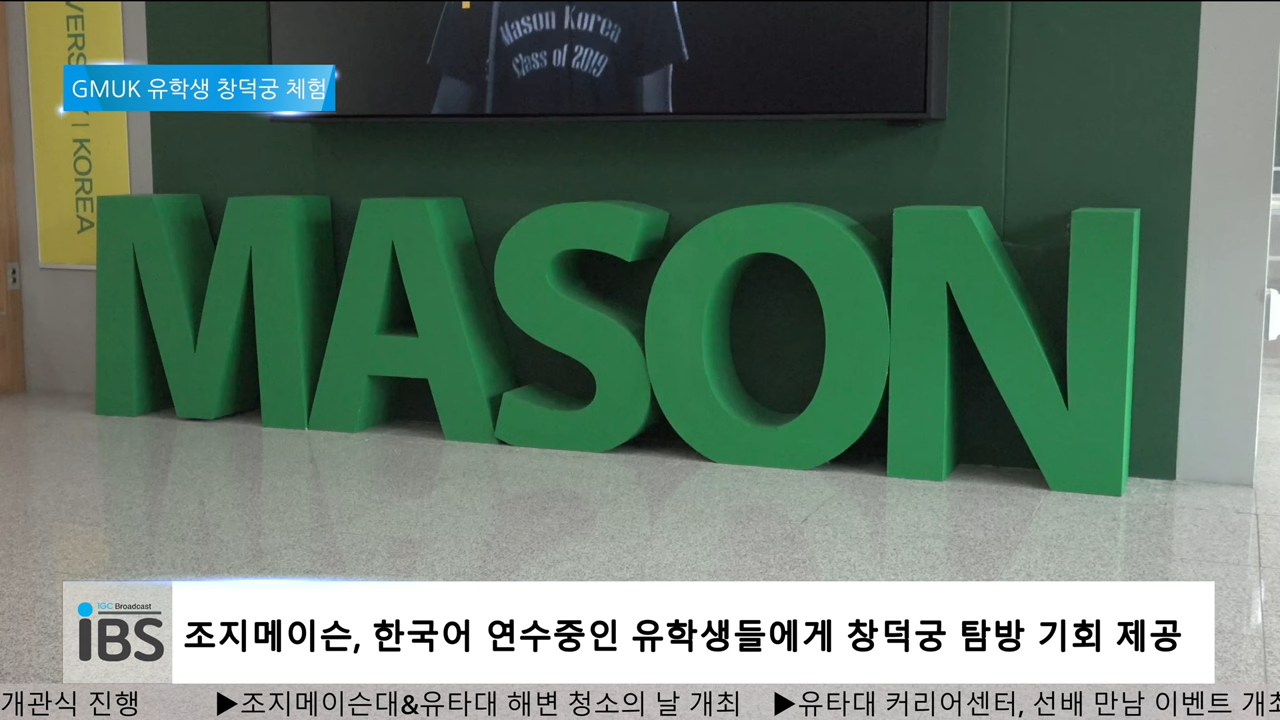 Mason Korea
Class of 2019
VERS
Y | KOREA
GMUK 유학생 창덕궁 체험
MASON
IGC Broadcast
iBS
조지메이슨, 한국어 연수중인 유학생들에게 창덕궁 탐방 기회 제공
개관식 진행 ▶조지메이슨대&유타대 해변 청소의 날 개최 ▶유타대 커리어센터, 선배 만남 이벤트 개최